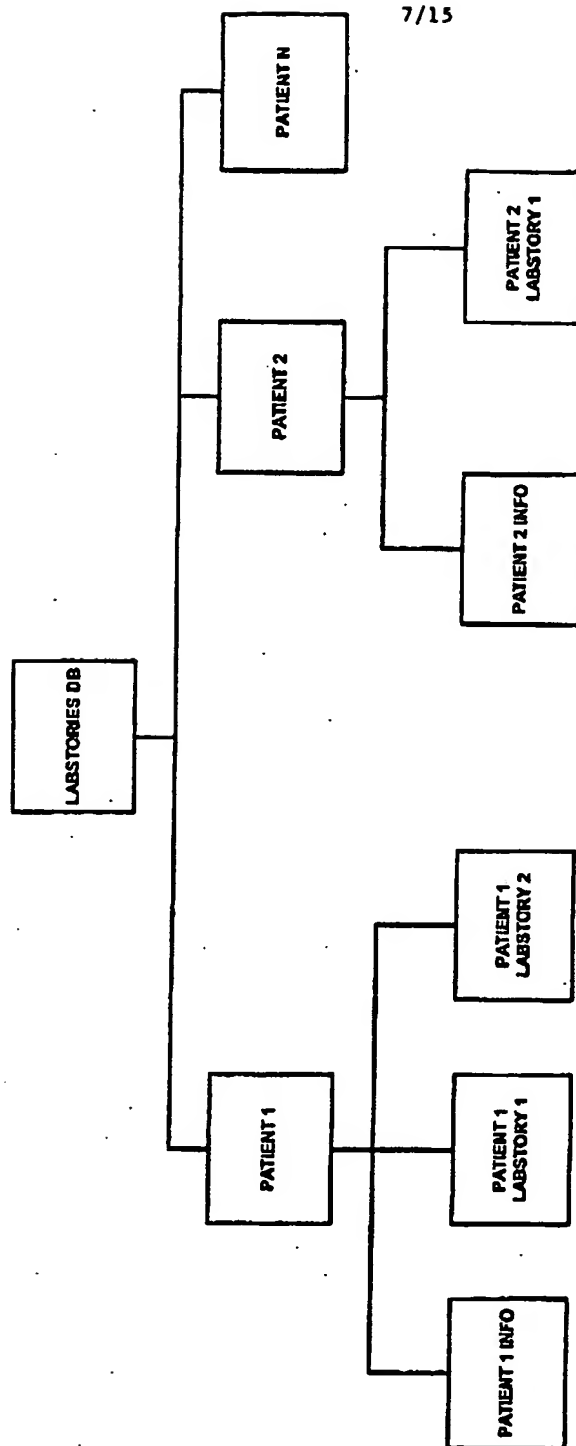 7/15
LABSTORIES DB
PATIENT 1
PATIENT 2
PATIENT N
PATIENT 1 INFO
PATIENT 1
LABSTORY 1
PATIENT 1
LABSTORY 2
PATIENT 2 INFO
PATIENT 2
LABSTORY 1